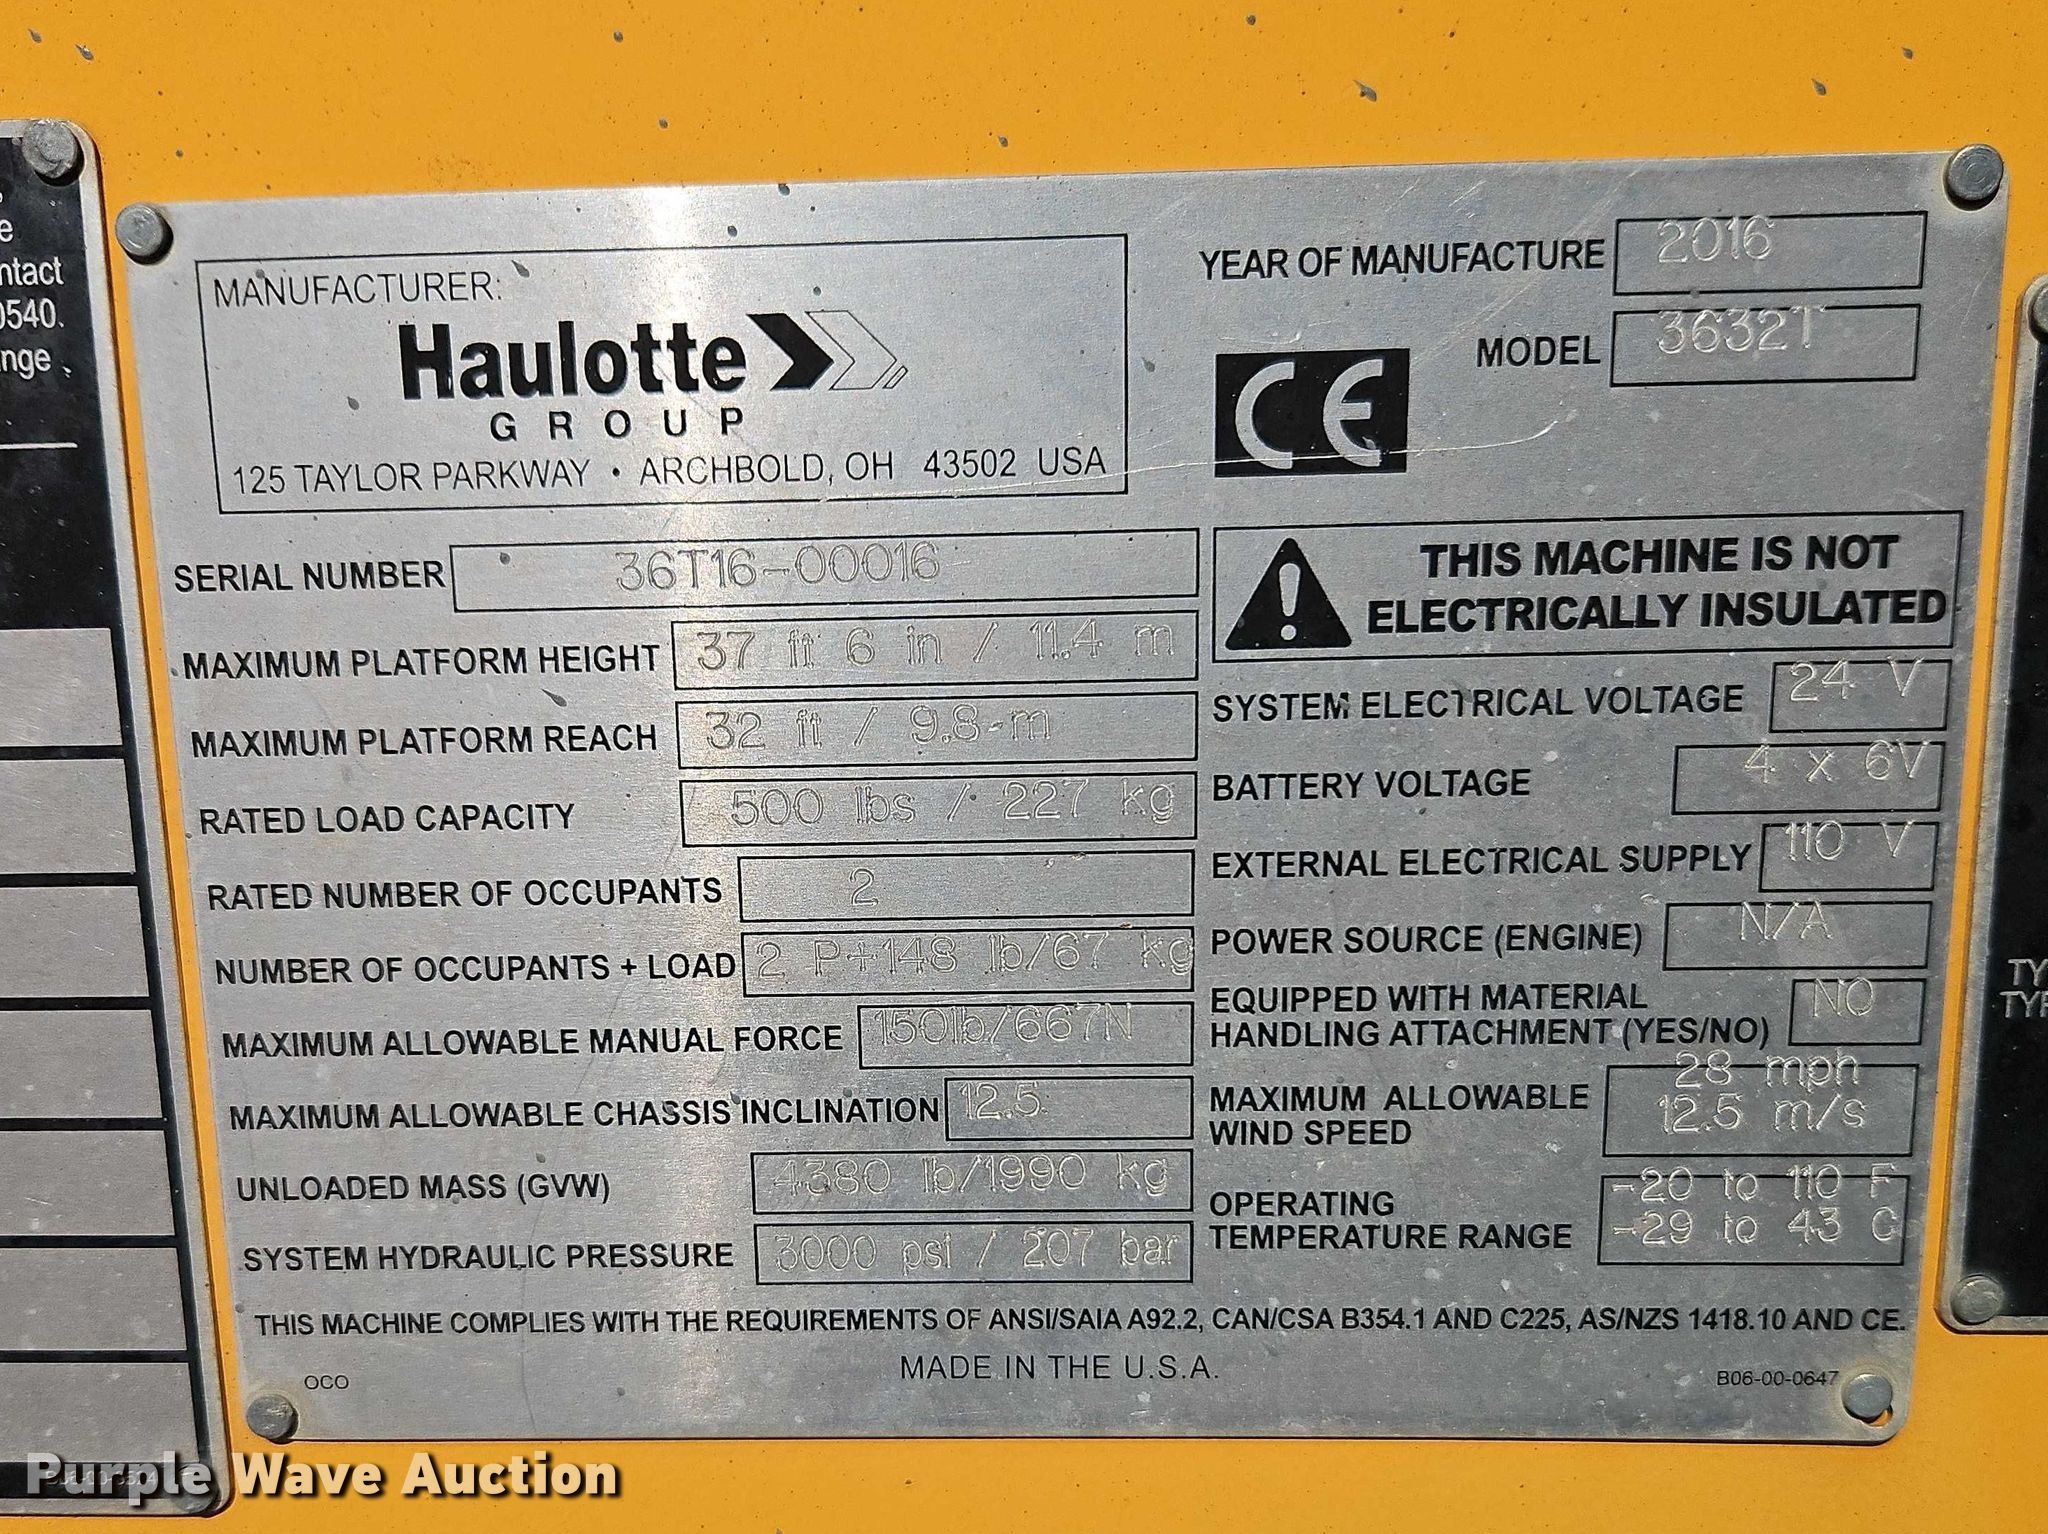 e
ntact
0540.
nge
MANUFACTURER:
Haulotte
GROUP
125 TAYLOR PARKWAY • ARCHBOLD, OH 43502 USA
YEAR OF MANUFACTURE 2016
MODEL 3632T
CE
SERIAL NUMBER 36T16-00016
MAXIMUM PLATFORM HEIGHT 37 ft 6 in / 11.4 m
MAXIMUM PLATFORM REACH 32 ft / 9.8 m
RATED LOAD CAPACITY 500 lbs / 227 kg
RATED NUMBER OF OCCUPANTS 2
NUMBER OF OCCUPANTS + LOAD 2 P+148 lb/67 kg
MAXIMUM ALLOWABLE MANUAL FORCE 150lb/667N
MAXIMUM ALLOWABLE CHASSIS INCLINATION 12.5
UNLOADED MASS (GVW) 4380 lb/1990 kg
SYSTEM HYDRAULIC PRESSURE 3000 psi / 207 bar
THIS MACHINE IS NOT
ELECTRICALLY INSULATED
SYSTEM ELECTRICAL VOLTAGE 24 V
BATTERY VOLTAGE 4 x 6V
EXTERNAL ELECTRICAL SUPPLY 110 V
POWER SOURCE (ENGINE) N/A
EQUIPPED WITH MATERIAL
HANDLING ATTACHMENT (YES/NO) NO
MAXIMUM ALLOWABLE 28 mph
WIND SPEED 12.5 m/s
OPERATING -20 to 110 F
TEMPERATURE RANGE -29 to 43 C
THIS MACHINE COMPLIES WITH THE REQUIREMENTS OF ANSI/SAIA A92.2, CAN/CSA B354.1 AND C225, AS/NZS 1418.10 AND CE.
MADE IN THE U.S.A.
OCO
B06-00-0647
TY
TYP
Purple Wave Auction